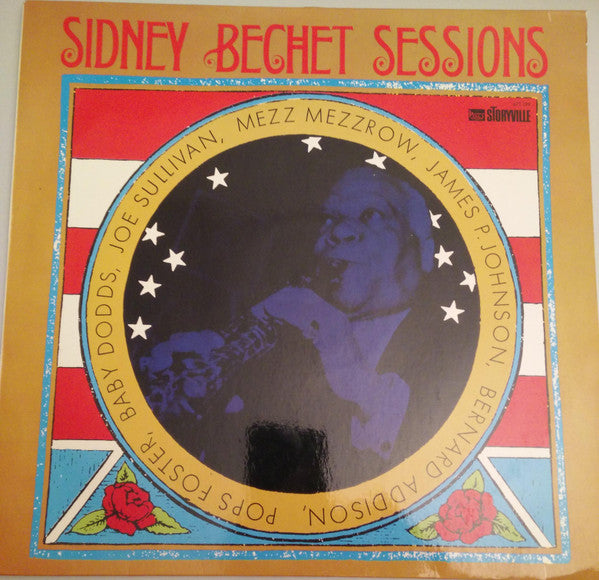 SIDNEY BECHET SESSIONS
STORYVILLE
POPS FOSTER, BABY DODDS, JOE SULLIVAN, MEZZ MEZZROW, JAMES P. JOHNSON, BERNARD ADDISON,